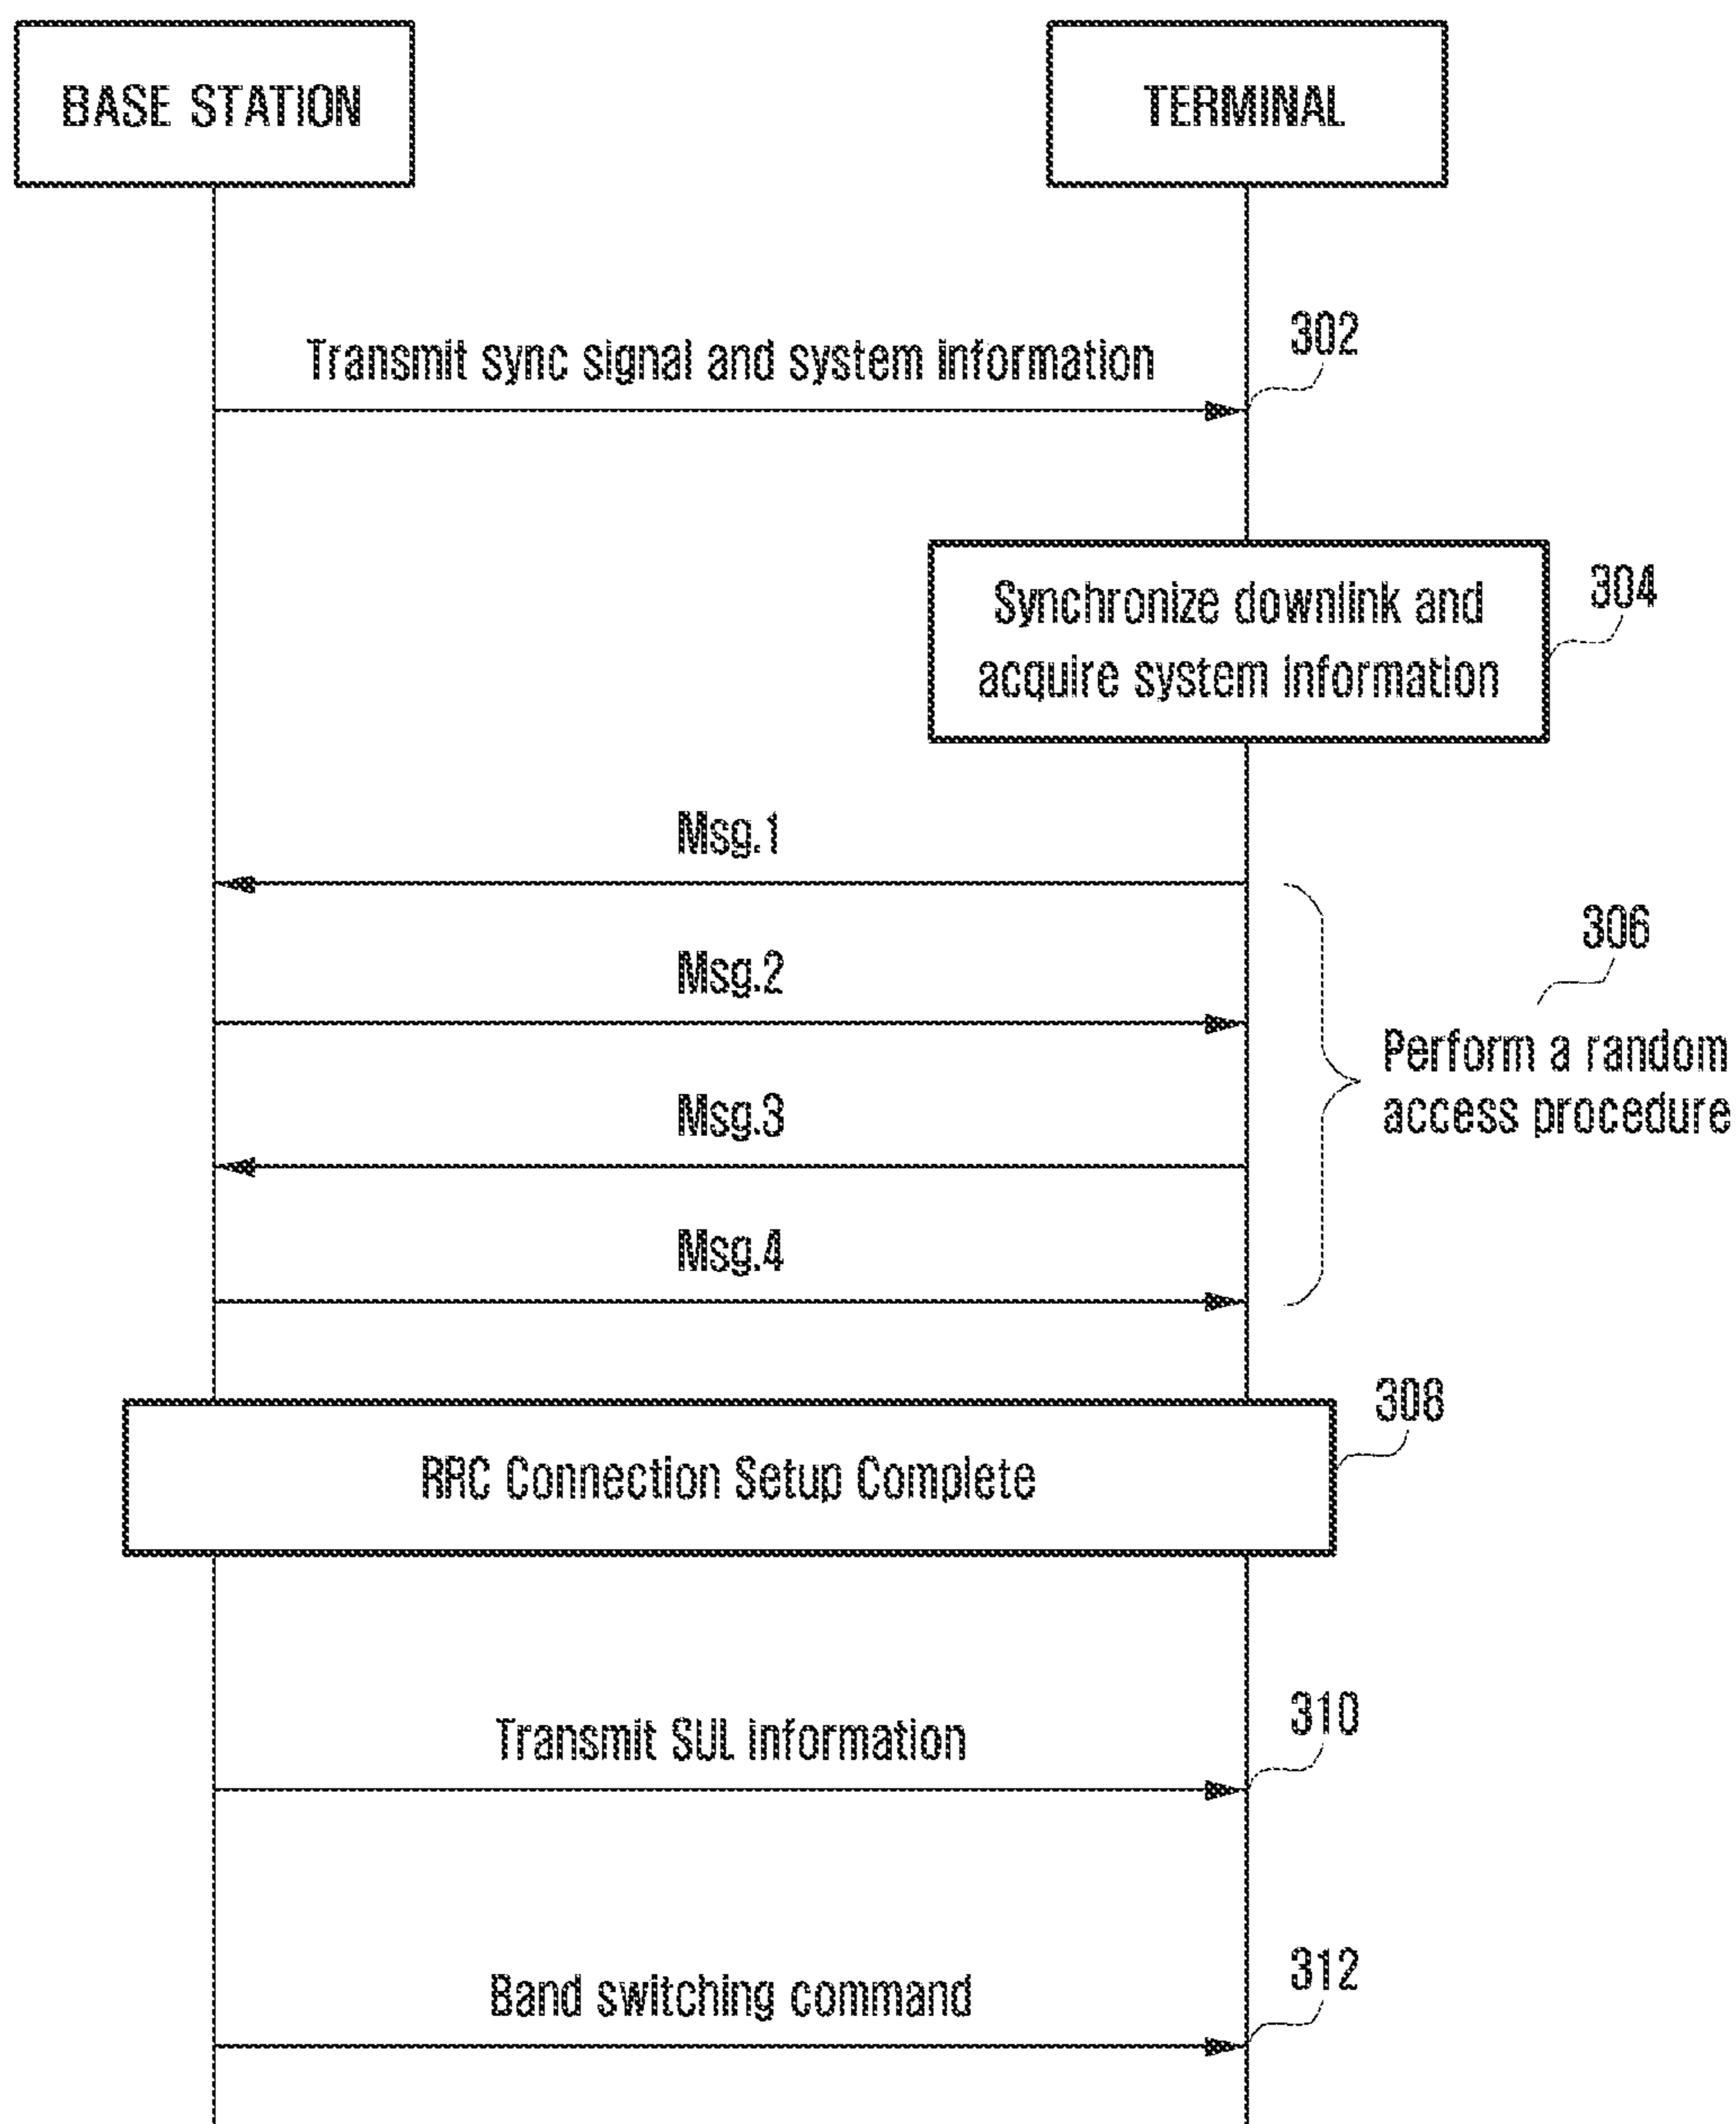 BASE STATION
TERMINAL
302
Transmit sync signal and system information
304
Synchronize downlink and
acquire system information
Msg.1
306
Msg.2
Perform a random
access procedure
Msg.3
Msg.4
308
RRC Connection Setup Complete
310
Transmit SUL information
312
Band switching command